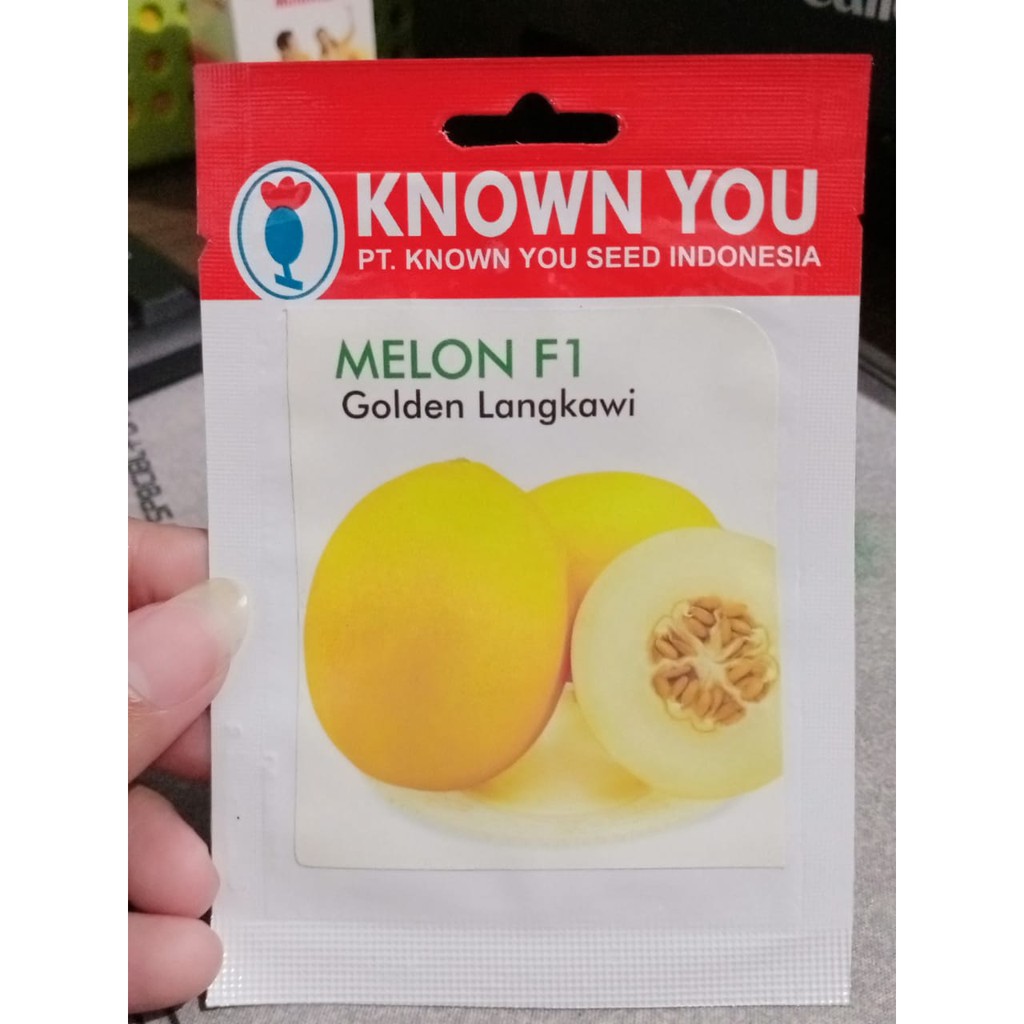 KNOWN YOU
PT. KNOWN YOU SEED INDONESIA
MELON F1
Golden Langkawi